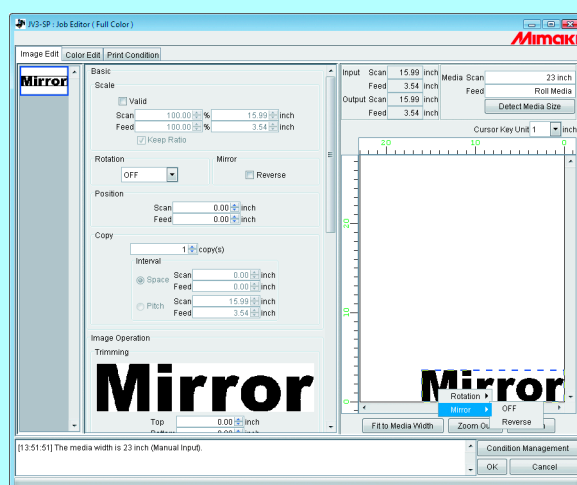 JV3-SP : Job Editor ( Full Color )
Mimaki
Image Edit Color Edit Print Condition
Mirror
Basic
Scale
Valid
Scan 100.00 % 15.99 inch
Feed 100.00 % 3.54 inch
Keep Ratio
Rotation Mirror
OFF Reverse
Position
Scan 0.00 inch
Feed 0.00 inch
Copy
1 copy(s)
Interval
Space Scan 0.00 inch
Feed 0.00 inch
Pitch Scan 15.99 inch
Feed 3.54 inch
Image Operation
Trimming
Mirror
Top 0.00 inch
Input Scan 15.99 inch
Feed 3.54 inch
Output Scan 15.99 inch
Feed 3.54 inch
Media Scan 23 inch
Feed Roll Media
Detect Media Size
Cursor Key Unit 1 inch
20 10 0
20
10
0
Mirror
Rotation
Mirror
OFF
Reverse
Fit to Media Width Zoom Ou
[13:51:51] The media width is 23 inch (Manual Input).
Condition Management
OK Cancel